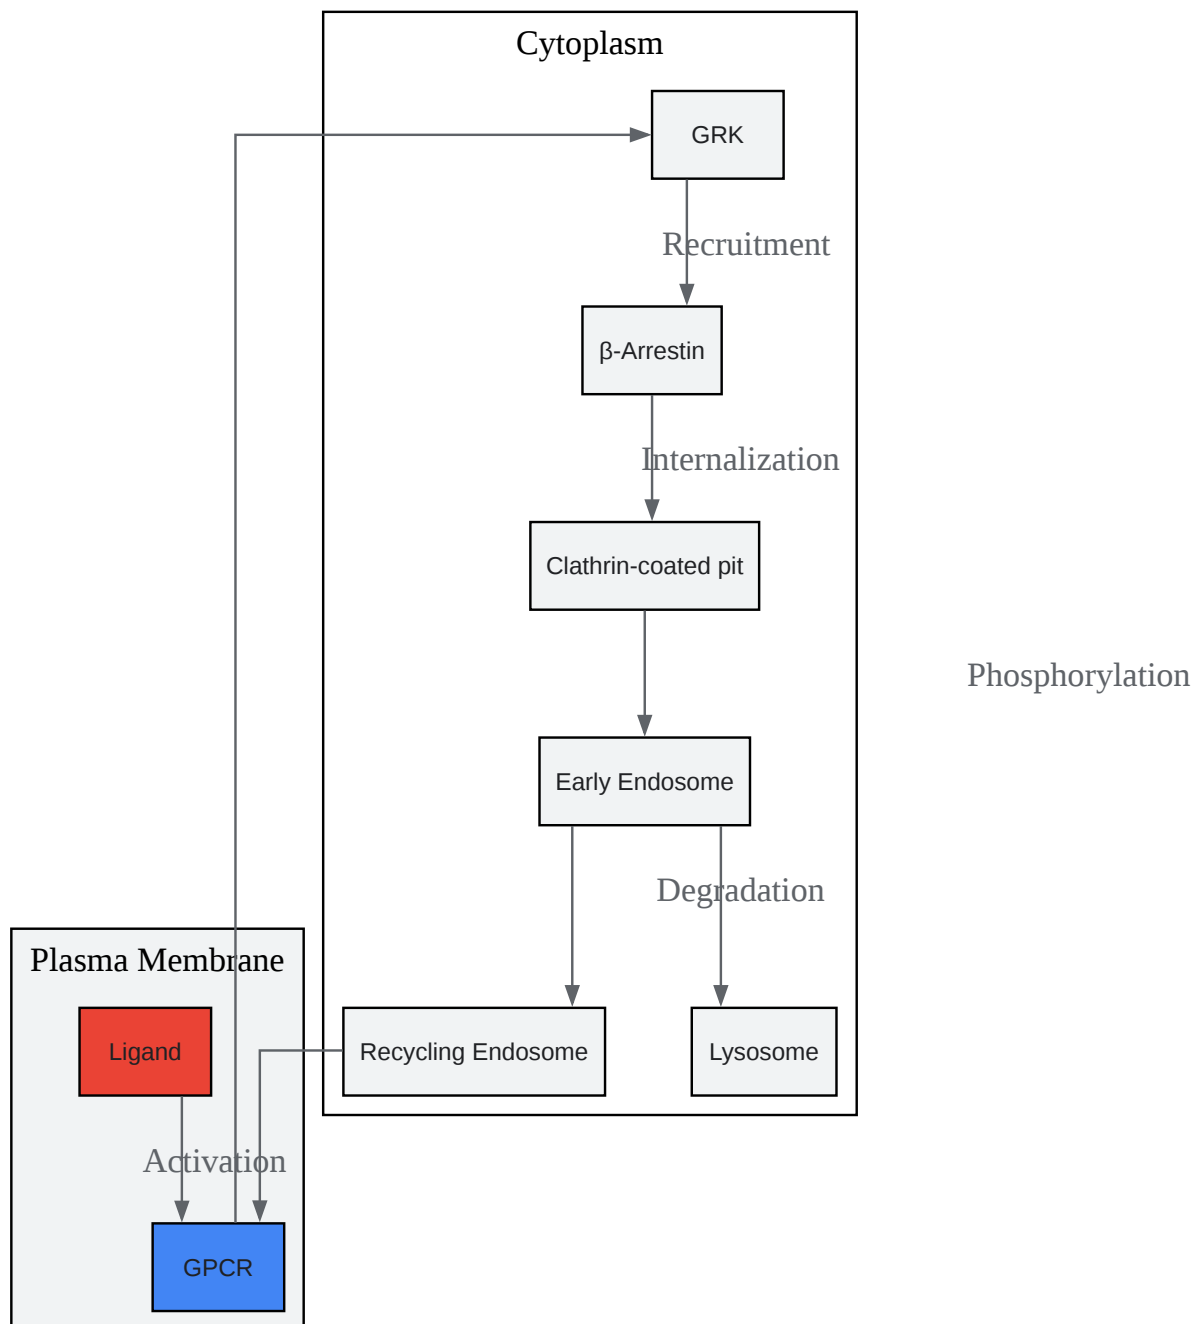 Cytoplasm
GRK
Recruitment
β-Arrestin
Internalization
Clathrin-coated pit
Phosphorylation
Early Endosome
Degradation
Plasma Membrane
Ligand
Recycling Endosome
Lysosome
Activation
GPCR